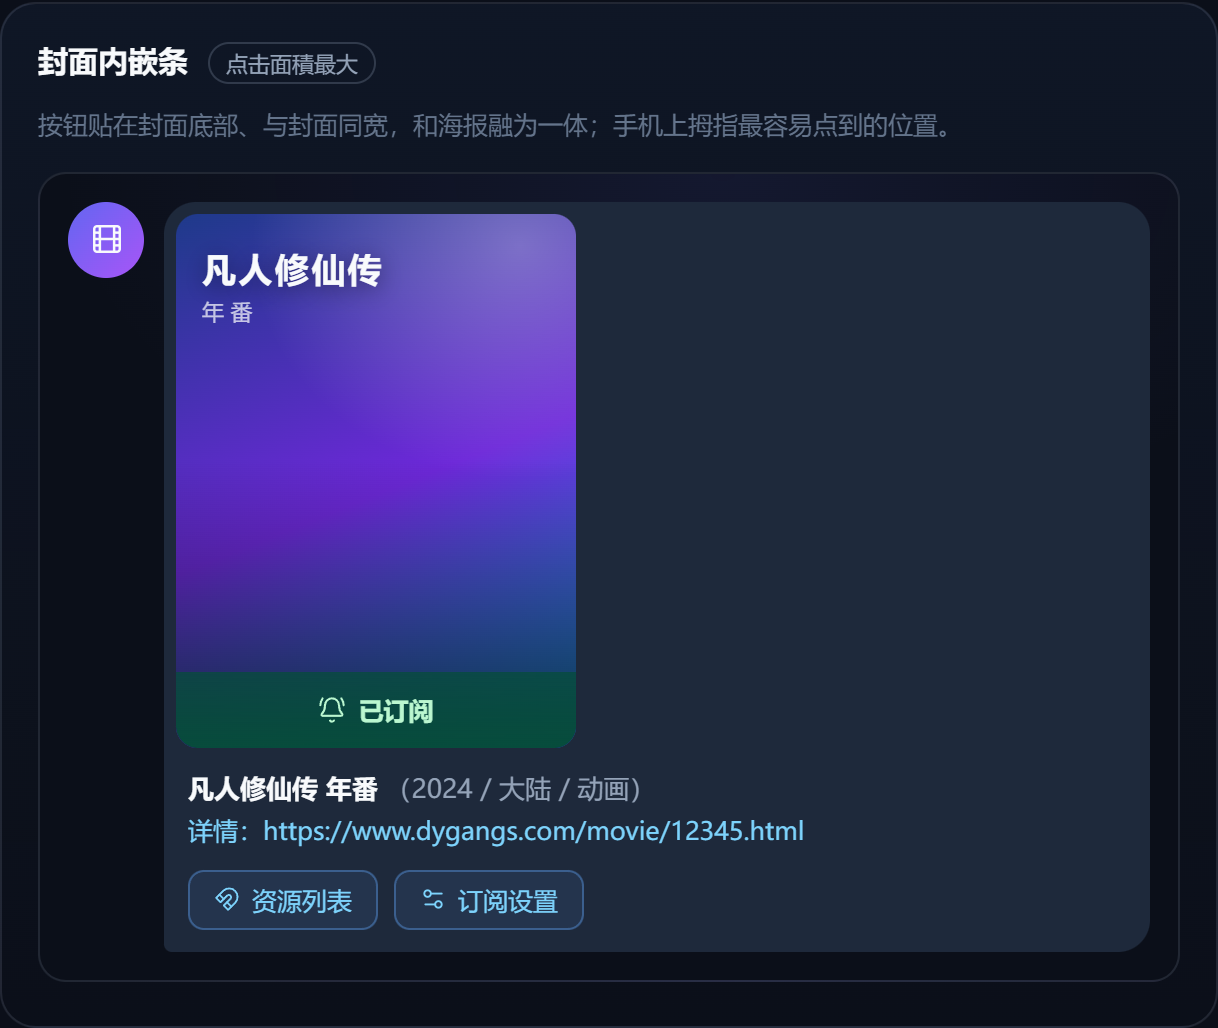 封面内嵌条
点击面積最大
按钮贴在封面底部、与封面同宽，和海报融为一体；手机上拇指最容易点到的位置。
凡人修仙传
年 番
已订阅
凡人修仙传 年番 （2024 / 大陆 / 动画）
详情：https://www.dygangs.com/movie/12345.html
资源列表
订阅设置